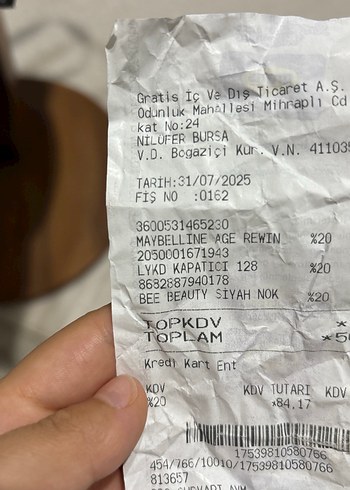 Gratis İç Ve Dış Ticaret A.Ş.
Odunluk Mahallesi Mihraplı Cd
kat No:24
NİLÜFER BURSA
V.D. Bogaziçi Kur. V.N. 411035
TARİH:31/07/2025
FİŞ NO :0162
3600531465230
MAYBELLINE AGE REWIN %20
2050001671943
LYKD KAPATICI 128 %20
8682887940178
BEE BEAUTY SİYAH NOK %20
TOPKDV *
TOPLAM *50
Kredi Kart Ent
KDV KDV TUTARI KDV
%20 *84,17
17539810580766
454/766/10010/17539810580766
813657